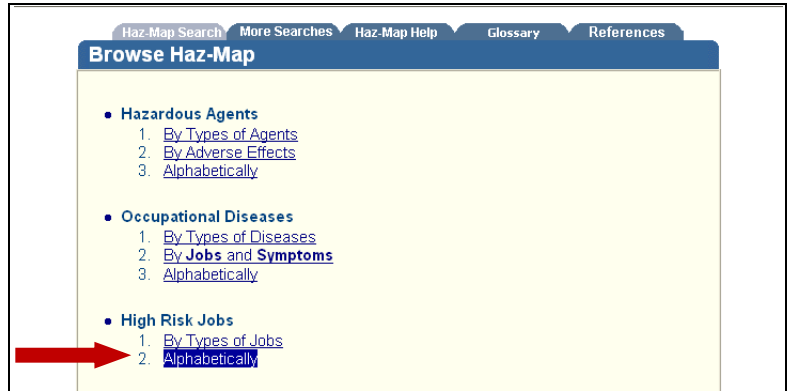 Haz-Map Search More Searches Haz-Map Help Glossary References
Browse Haz-Map
• Hazardous Agents
1. By Types of Agents
2. By Adverse Effects
3. Alphabetically
• Occupational Diseases
1. By Types of Diseases
2. By Jobs and Symptoms
3. Alphabetically
• High Risk Jobs
1. By Types of Jobs
2. Alphabetically